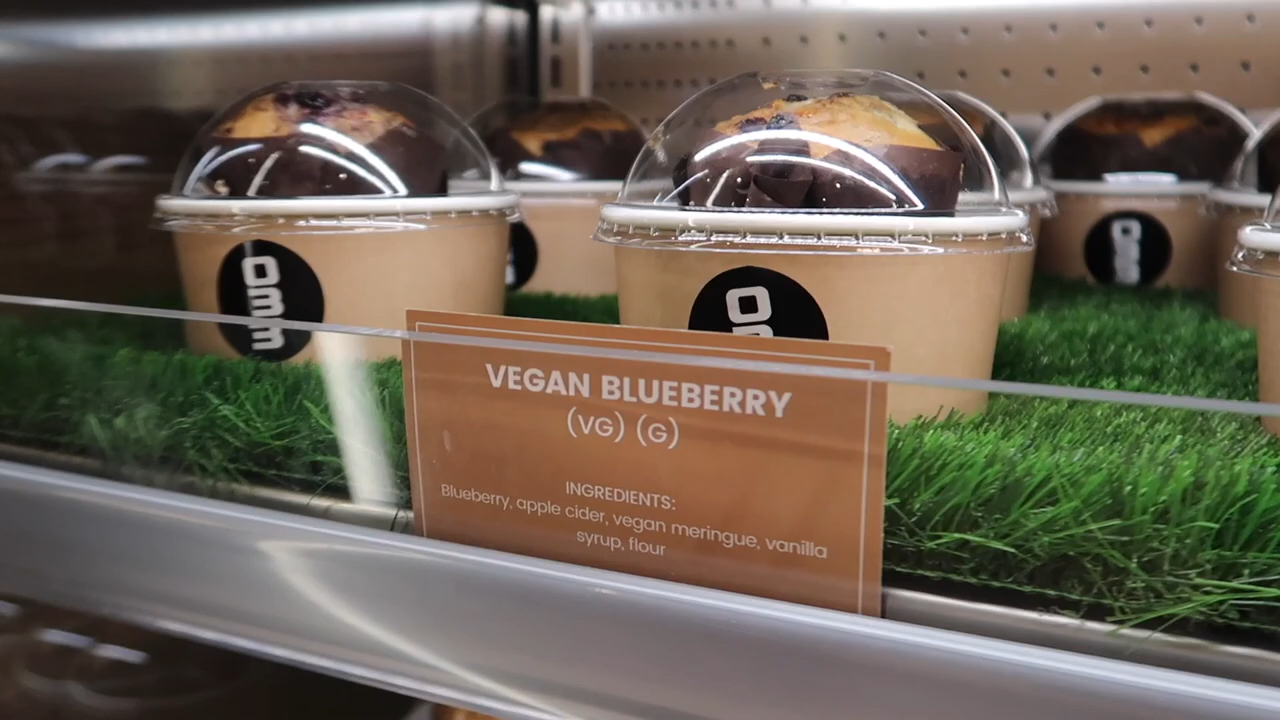 VEGAN BLUEBERRY
(VG) (G)
INGREDIENTS:
Blueberry, apple cider, vegan meringue, vanilla
syrup, flour